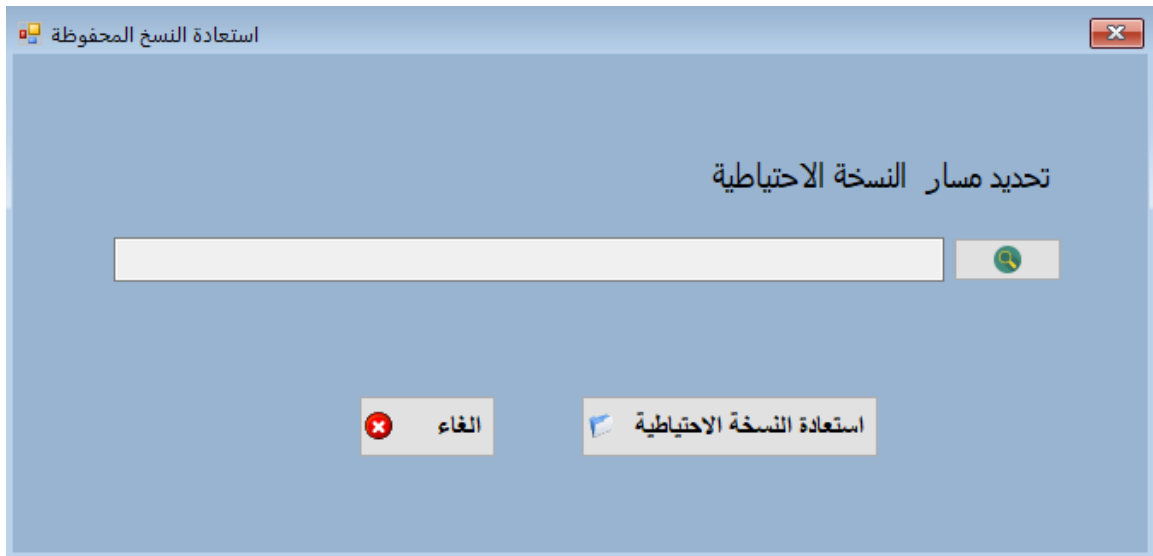 استعادة النسخ المحفوظة
تحديد مسار النسخة الاحتياطية
استعادة النسخة الاحتياطية
الغاء